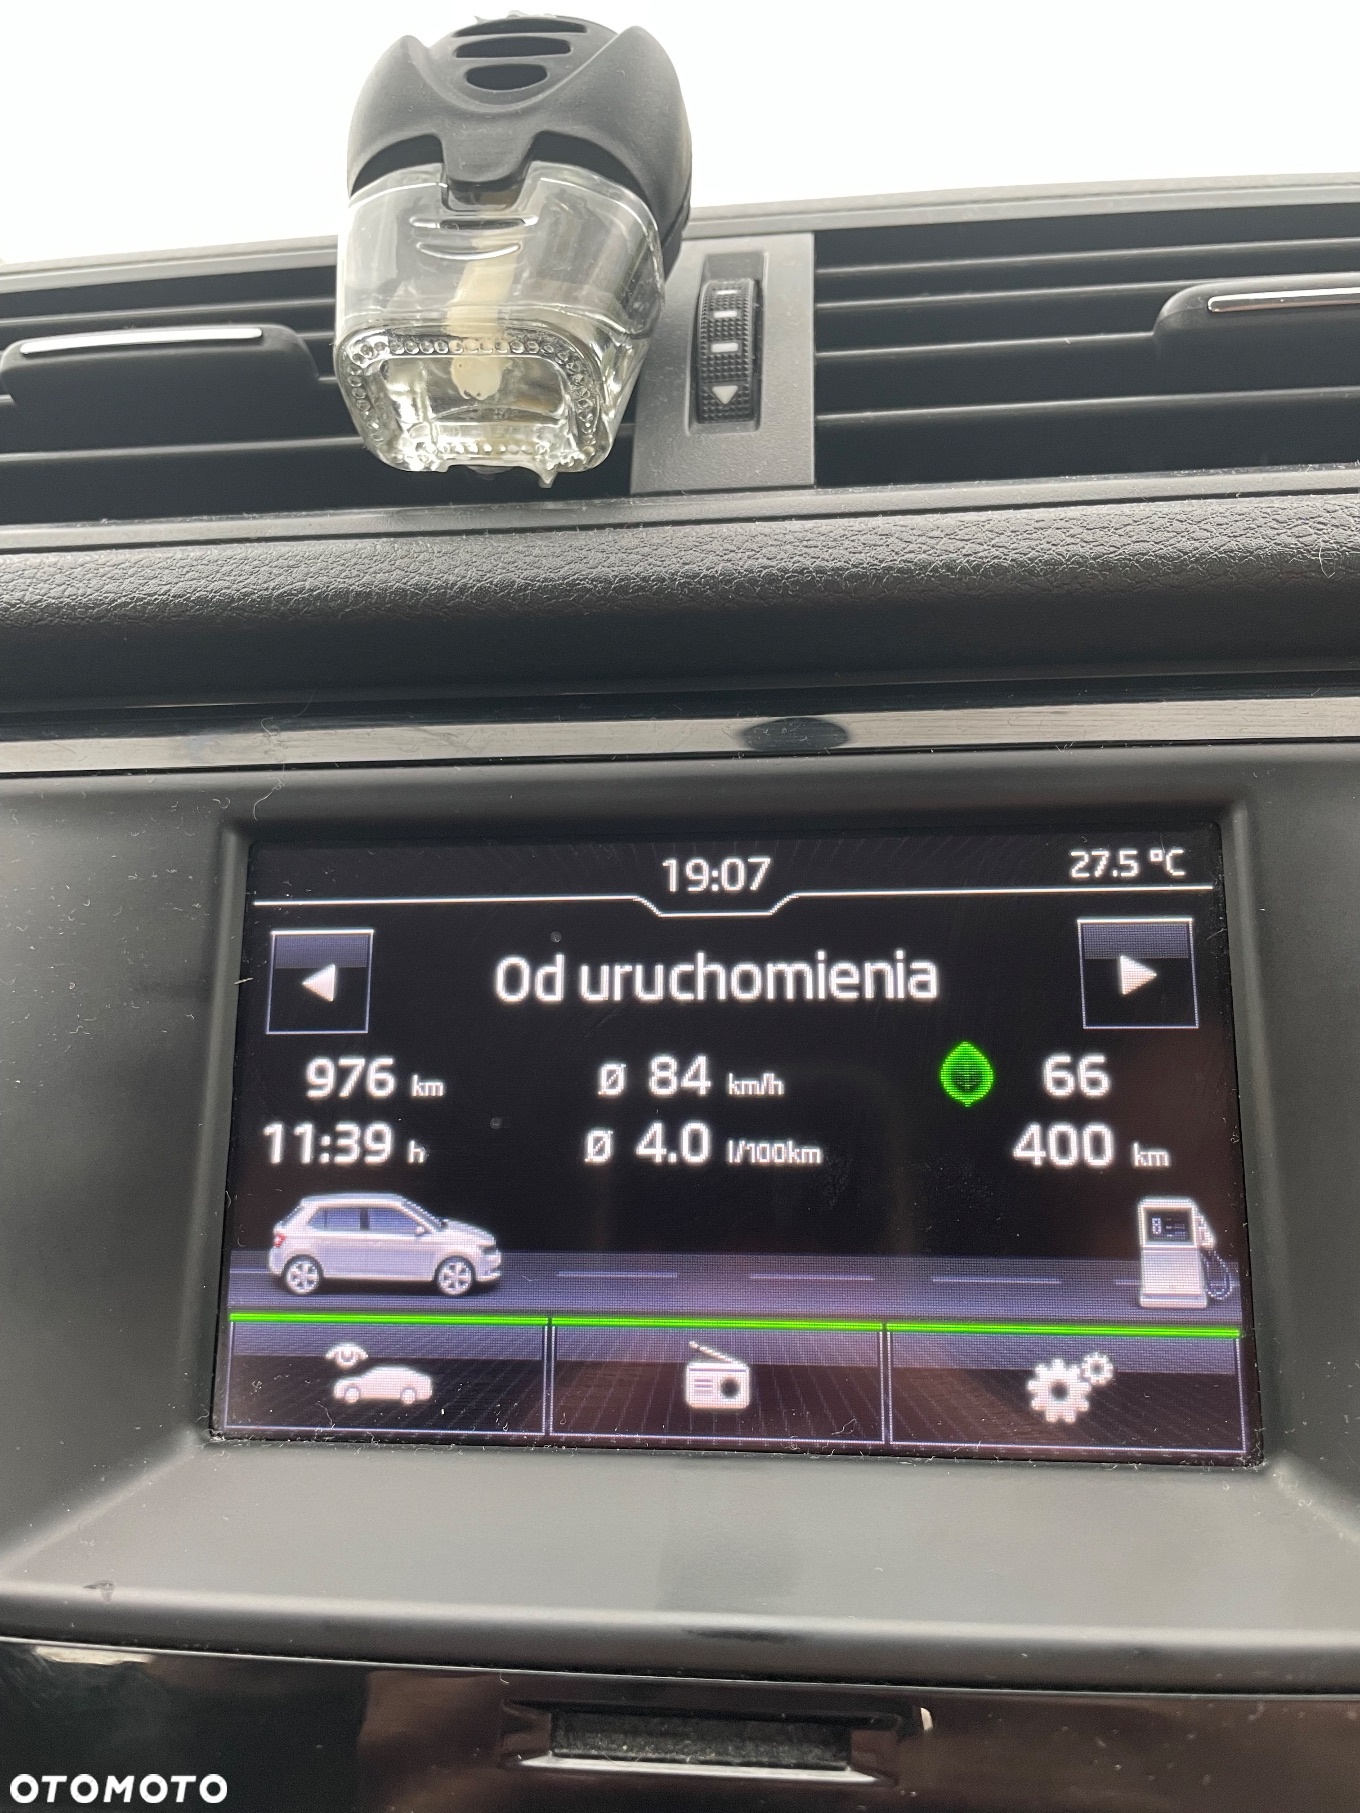 19:07 27.5 °C
Od uruchomienia
976 km Ø 84 km/h 66
11:39 h Ø 4.0 l/100km 400 km
OTOMOTO